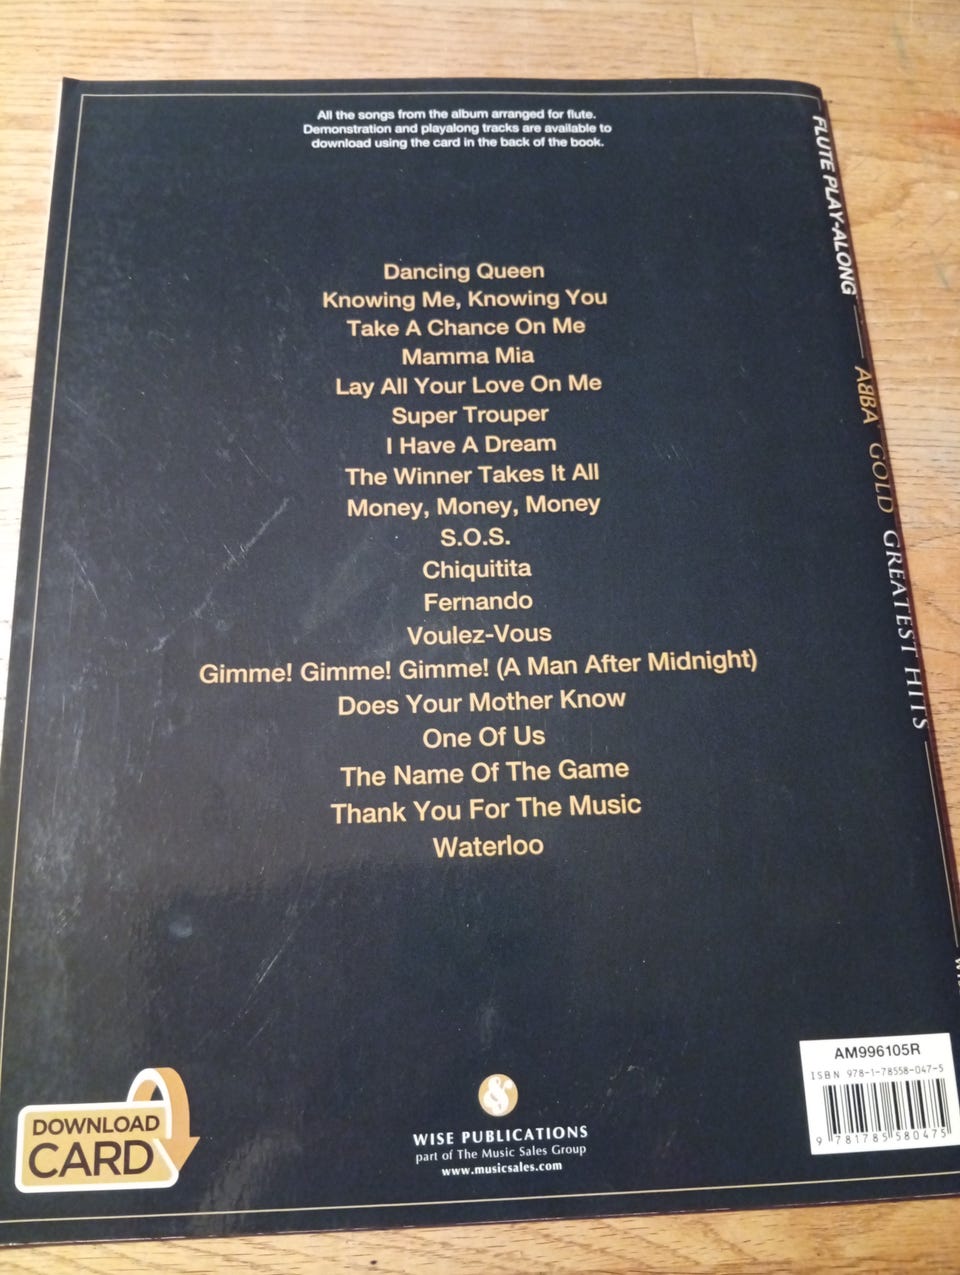 All the songs from the album arranged for flute.
Demonstration and playalong tracks are available to
download using the card in the back of the book.
Dancing Queen
Knowing Me, Knowing You
Take A Chance On Me
Mamma Mia
Lay All Your Love On Me
Super Trouper
I Have A Dream
The Winner Takes It All
Money, Money, Money
S.O.S.
Chiquitita
Fernando
Voulez-Vous
Gimme! Gimme! Gimme! (A Man After Midnight)
Does Your Mother Know
One Of Us
The Name Of The Game
Thank You For The Music
Waterloo
FLUTE PLAY-ALONG
ABBA GOLD GREATEST HITS
DOWNLOAD
CARD
&
WISE PUBLICATIONS
part of The Music Sales Group
www.musicsales.com
AM996105R
ISBN 978-1-78558-047-5
9 781785 580475